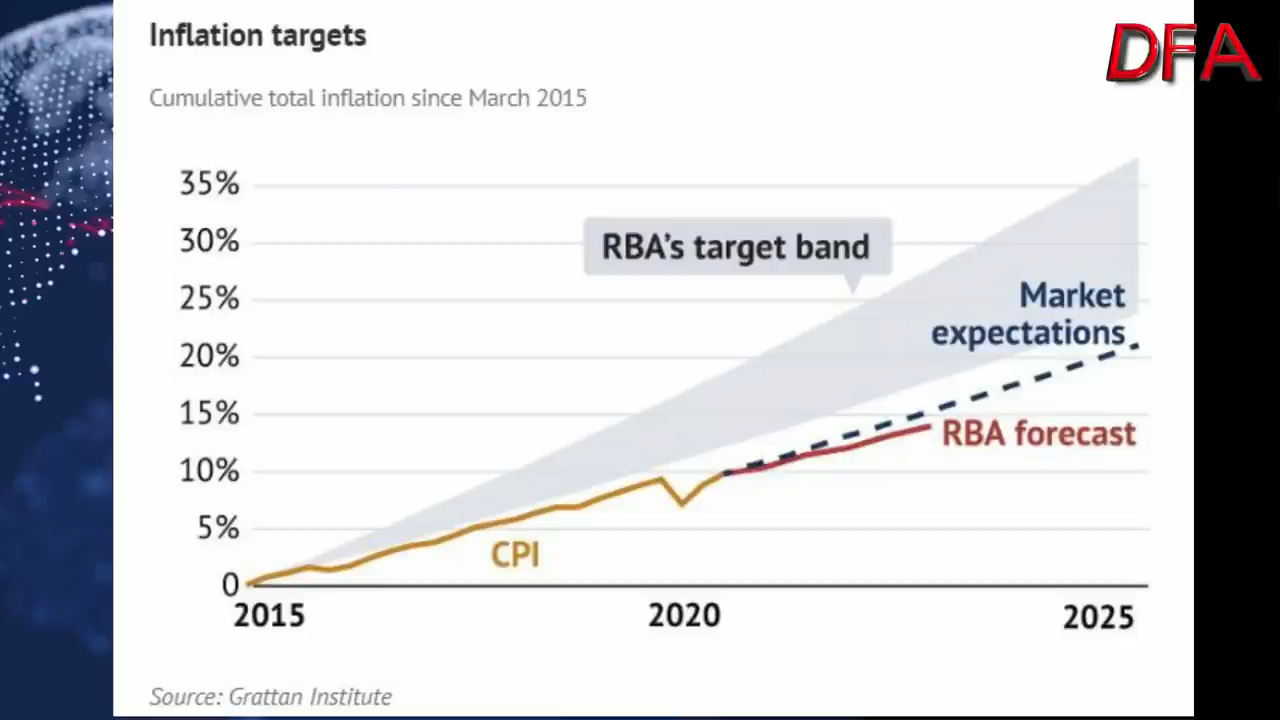 Inflation targets
DFA
Cumulative total inflation since March 2015
35%
30%
RBA's target band
25%
Market
expectations
20%
15%
RBA forecast
10%
5%
CPI
0
2015
2020
2025
Source: Grattan Institute